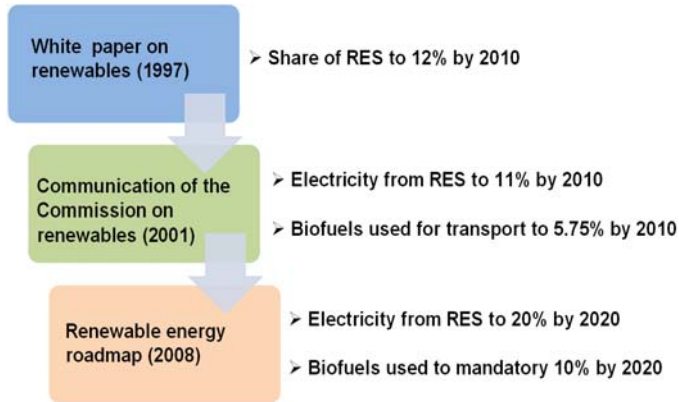 White paper on
renewables (1997)
➢ Share of RES to 12% by 2010
Communication of the
Commission on
renewables (2001)
➢ Electricity from RES to 11% by 2010
➢ Biofuels used for transport to 5.75% by 2010
Renewable energy
roadmap (2008)
➢ Electricity from RES to 20% by 2020
➢ Biofuels used to mandatory 10% by 2020